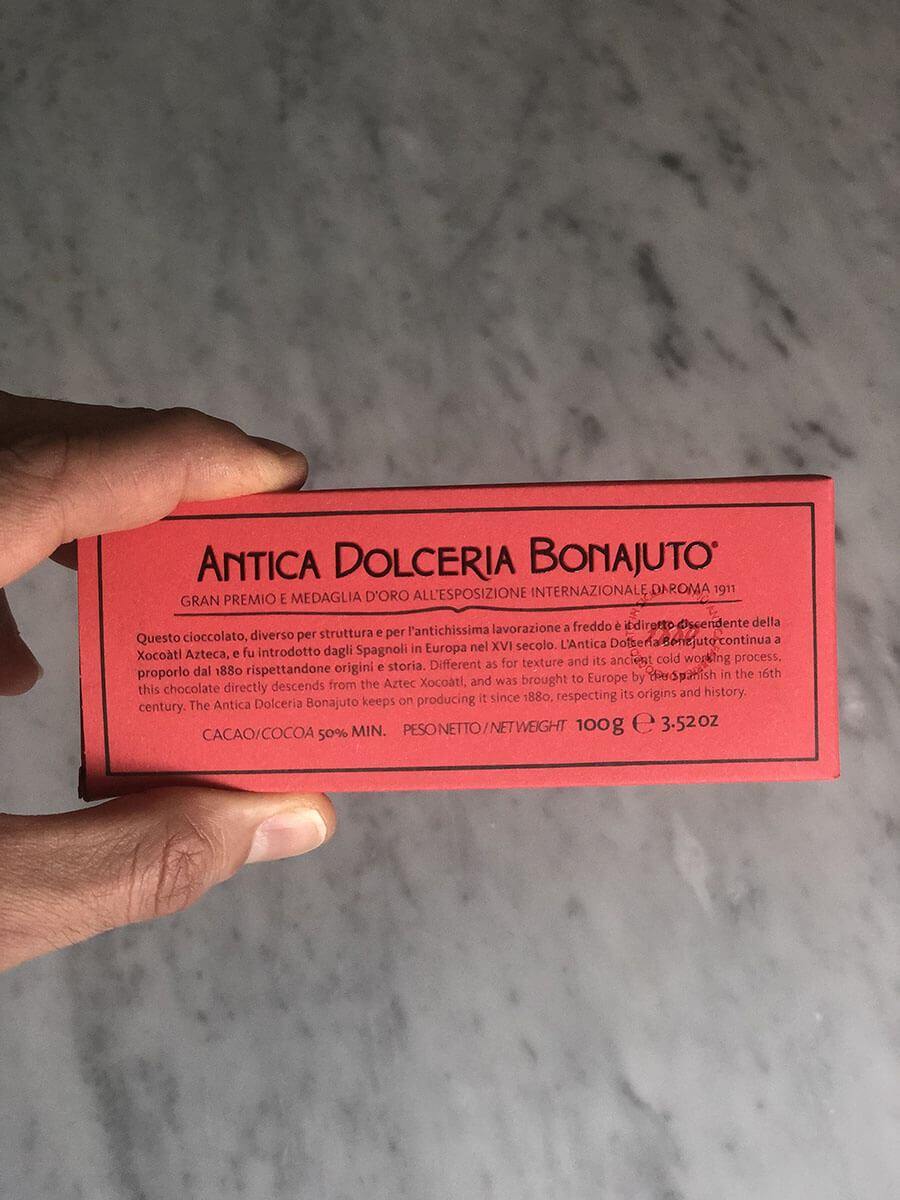 ANTICA DOLCERIA BONAJUTO®
GRAN PREMIO E MEDAGLIA D'ORO ALL'ESPOSIZIONE INTERNAZIONALE DI ROMA 1911
Questo cioccolato, diverso per struttura e per l'antichissima lavorazione a freddo è il diretto discendente della
Xocoàtl Azteca, e fu introdotto dagli Spagnoli in Europa nel XVI secolo. L'Antica Dolceria Bonajuto continua a
proporlo dal 1880 rispettandone origini e storia. Different as for texture and its ancient cold working process,
this chocolate directly descends from the Aztec Xocoàtl, and was brought to Europe by the Spanish in the 16th
century. The Antica Dolceria Bonajuto keeps on producing it since 1880, respecting its origins and history.
CACAO/COCOA 50% MIN. PESO NETTO/NET WEIGHT 100g ℮ 3.52oz